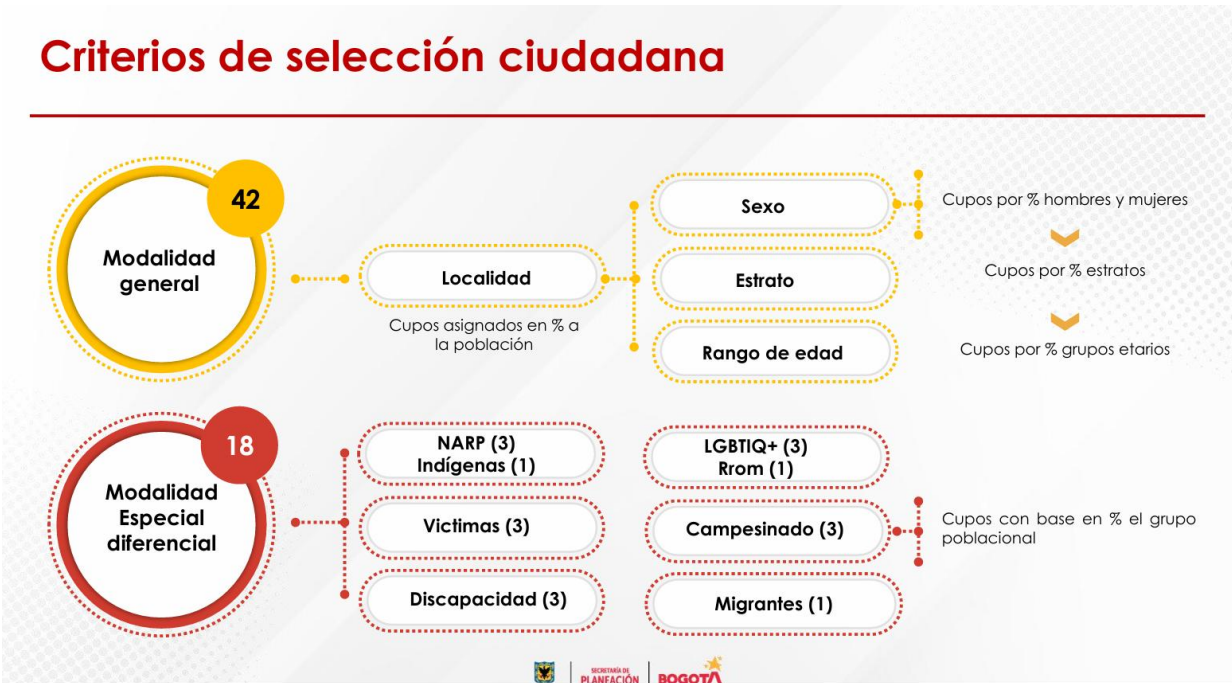 Criterios de selección ciudadana
42
Modalidad
general
Localidad
Cupos asignados en % a
la población
Sexo
Estrato
Rango de edad
Cupos por % hombres y mujeres
Cupos por % estratos
Cupos por % grupos etarios
18
Modalidad
Especial
diferencial
NARP (3)
Indígenas (1)
Victimas (3)
Discapacidad (3)
LGBTIQ+ (3)
Rrom (1)
Campesinado (3)
Migrantes (1)
Cupos con base en % el grupo
poblacional
SECRETARÍA DE
PLANEACIÓN
BOGOTÁ